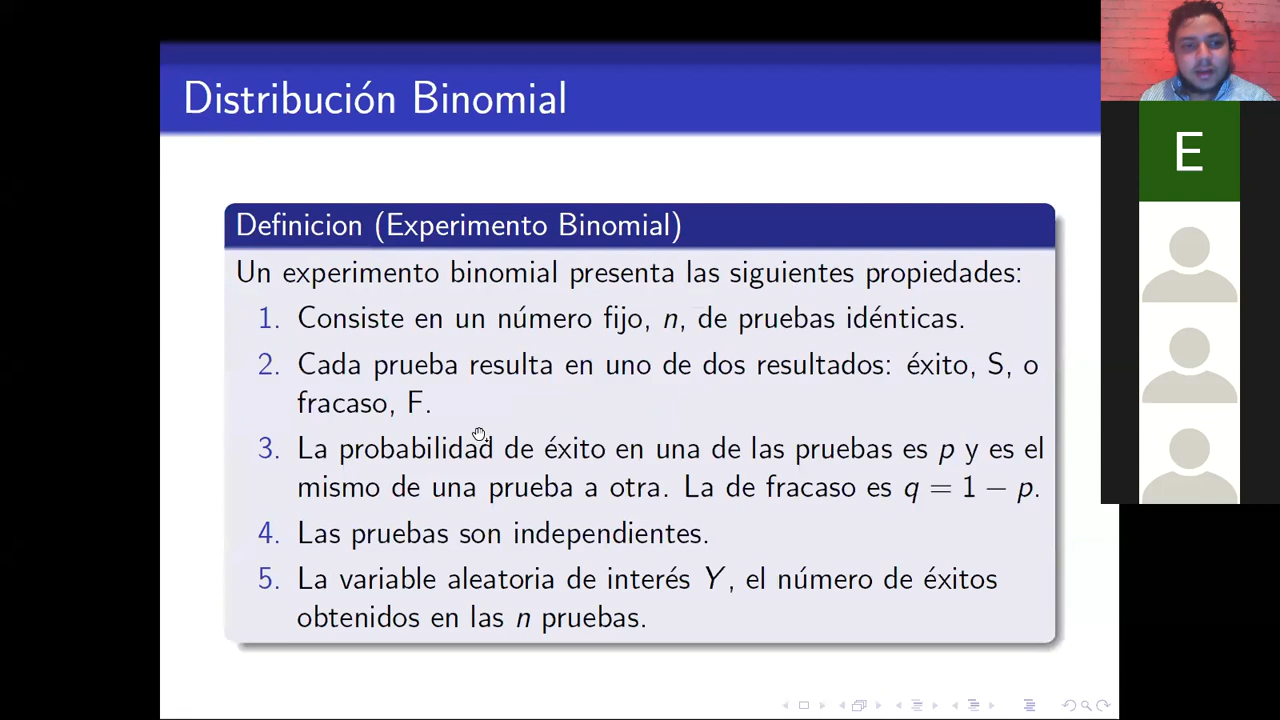 Distribución Binomial
Definicion (Experimento Binomial)
Un experimento binomial presenta las siguientes propiedades:
1. Consiste en un número fijo, n, de pruebas idénticas.
2. Cada prueba resulta en uno de dos resultados: éxito, S, o
fracaso, F.
3. La probabilidad de éxito en una de las pruebas es p y es el
mismo de una prueba a otra. La de fracaso es q = 1 − p.
4. Las pruebas son independientes.
5. La variable aleatoria de interés Y, el número de éxitos
obtenidos en las n pruebas.
E